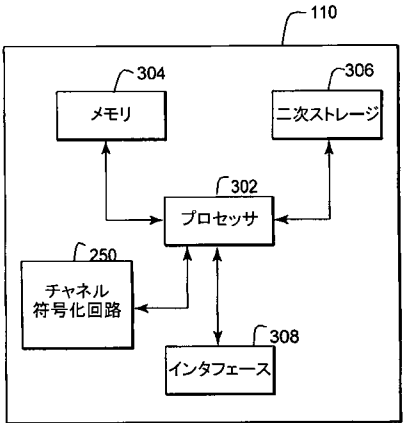 110
304
メモリ
306
二次ストレージ
302
プロセッサ
250
チャネル
符号化回路
308
インタフェース